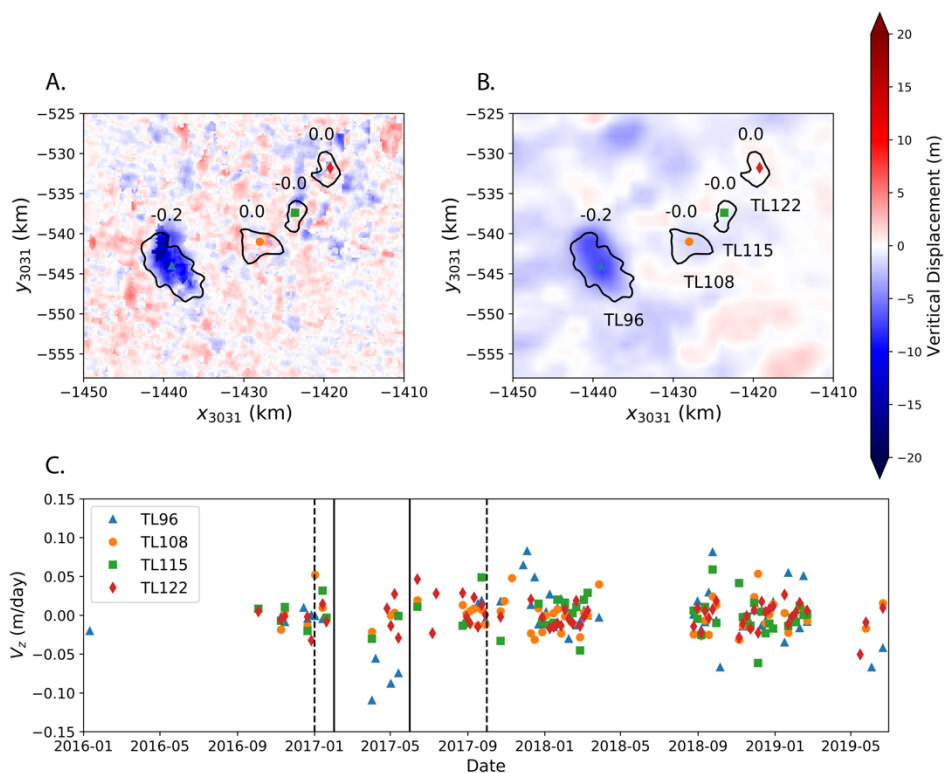 A.
B.
−525
−530
−535
−540
−545
−550
−555
y3031 (km)
−1450
−1440
−1430
−1420
−1410
x3031 (km)
0.0
-0.0
0.0
-0.2
−525
−530
−535
−540
−545
−550
−555
y3031 (km)
−1450
−1440
−1430
−1420
−1410
x3031 (km)
0.0
-0.0
-0.0
-0.2
TL122
TL115
TL108
TL96
20
15
10
5
0
−5
−10
−15
−20
Veritical Displacement (m)
C.
0.15
0.10
0.05
0.00
−0.05
−0.10
−0.15
Vz (m/day)
TL96
TL108
TL115
TL122
2016-01 2016-05 2016-09 2017-01 2017-05 2017-09 2018-01 2018-05 2018-09 2019-01 2019-05
Date